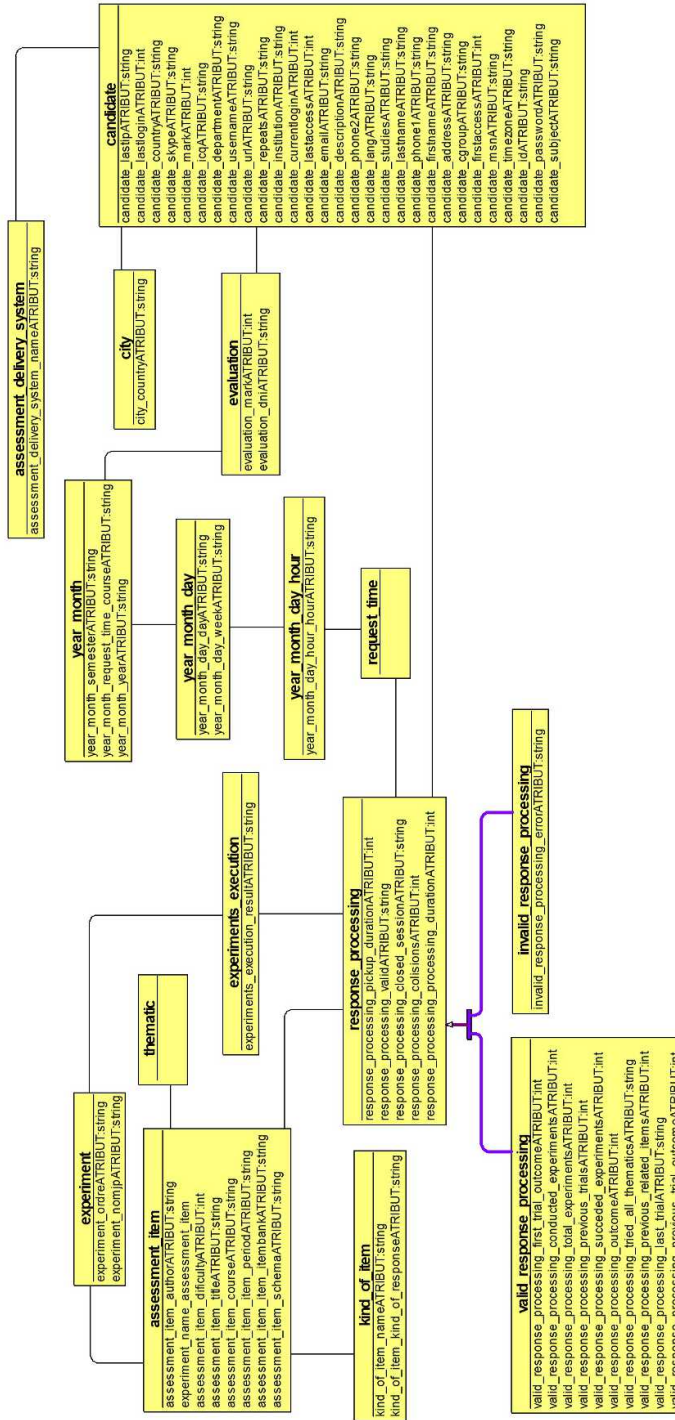 assessment_delivery_system
assessment_delivery_system_nameATRIBUT:string
candidate
candidate_lastipATRIBUT:string
candidate_lastloginATRIBUT:int
candidate_countryATRIBUT:string
candidate_skypeATRIBUT:string
candidate_markATRIBUT:int
candidate_icqATRIBUT:string
candidate_departmentATRIBUT:string
candidate_usernameATRIBUT:string
candidate_urlATRIBUT:string
candidate_repeatsATRIBUT:string
candidate_institutionATRIBUT:string
candidate_currentloginATRIBUT:int
candidate_lastaccessATRIBUT:int
candidate_emailATRIBUT:string
candidate_descriptionATRIBUT:string
candidate_phone2ATRIBUT:string
candidate_langATRIBUT:string
candidate_studiesATRIBUT:string
candidate_lastnameATRIBUT:string
candidate_phone1ATRIBUT:string
candidate_firstnameATRIBUT:string
candidate_addressATRIBUT:string
candidate_cgroupATRIBUT:string
candidate_firstaccessATRIBUT:int
candidate_msnATRIBUT:string
candidate_timezoneATRIBUT:string
candidate_idATRIBUT:string
candidate_passwordATRIBUT:string
candidate_subjectATRIBUT:string
city
city_countryATRIBUT:string
evaluation
evaluation_markATRIBUT:int
evaluation_dniATRIBUT:string
year_month
year_month_semesterATRIBUT:string
year_month_request_time_courseATRIBUT:string
year_month_yearATRIBUT:string
year_month_day
year_month_day_dayATRIBUT:string
year_month_day_weekATRIBUT:string
year_month_day_hour
year_month_day_hour_hourATRIBUT:string
request_time
experiment
experiment_ordreATRIBUT:string
experiment_nomjpATRIBUT:string
thematic
experiments_execution
experiments_execution_resultATRIBUT:string
assessment_item
assessment_item_authorATRIBUT:string
experiment_name_assessment_item
assessment_item_dificultyATRIBUT:int
assessment_item_titleATRIBUT:string
assessment_item_courseATRIBUT:string
assessment_item_periodATRIBUT:string
assessment_item_itembankATRIBUT:string
assessment_item_schemaATRIBUT:string
response_processing
response_processing_pickup_durationATRIBUT:int
response_processing_validATRIBUT:string
response_processing_closed_sessionATRIBUT:string
response_processing_colisionsATRIBUT:int
response_processing_processing_durationATRIBUT:int
kind_of_item
kind_of_item_nameATRIBUT:string
kind_of_item_kind_of_responseATRIBUT:string
invalid_response_processing
invalid_response_processing_errorATRIBUT:string
valid_response_processing
valid_response_processing_first_trial_outcomeATRIBUT:int
valid_response_processing_conducted_experimentsATRIBUT:int
valid_response_processing_total_experimentsATRIBUT:int
valid_response_processing_previous_trialsATRIBUT:int
valid_response_processing_succeded_experimentsATRIBUT:int
valid_response_processing_outcomeATRIBUT:int
valid_response_processing_tried_all_thematicsATRIBUT:string
valid_response_processing_previous_related_itemsATRIBUT:int
valid_response_processing_last_trialATRIBUT:string
valid_response_processing_previous_trial_outcomeATRIBUT:int